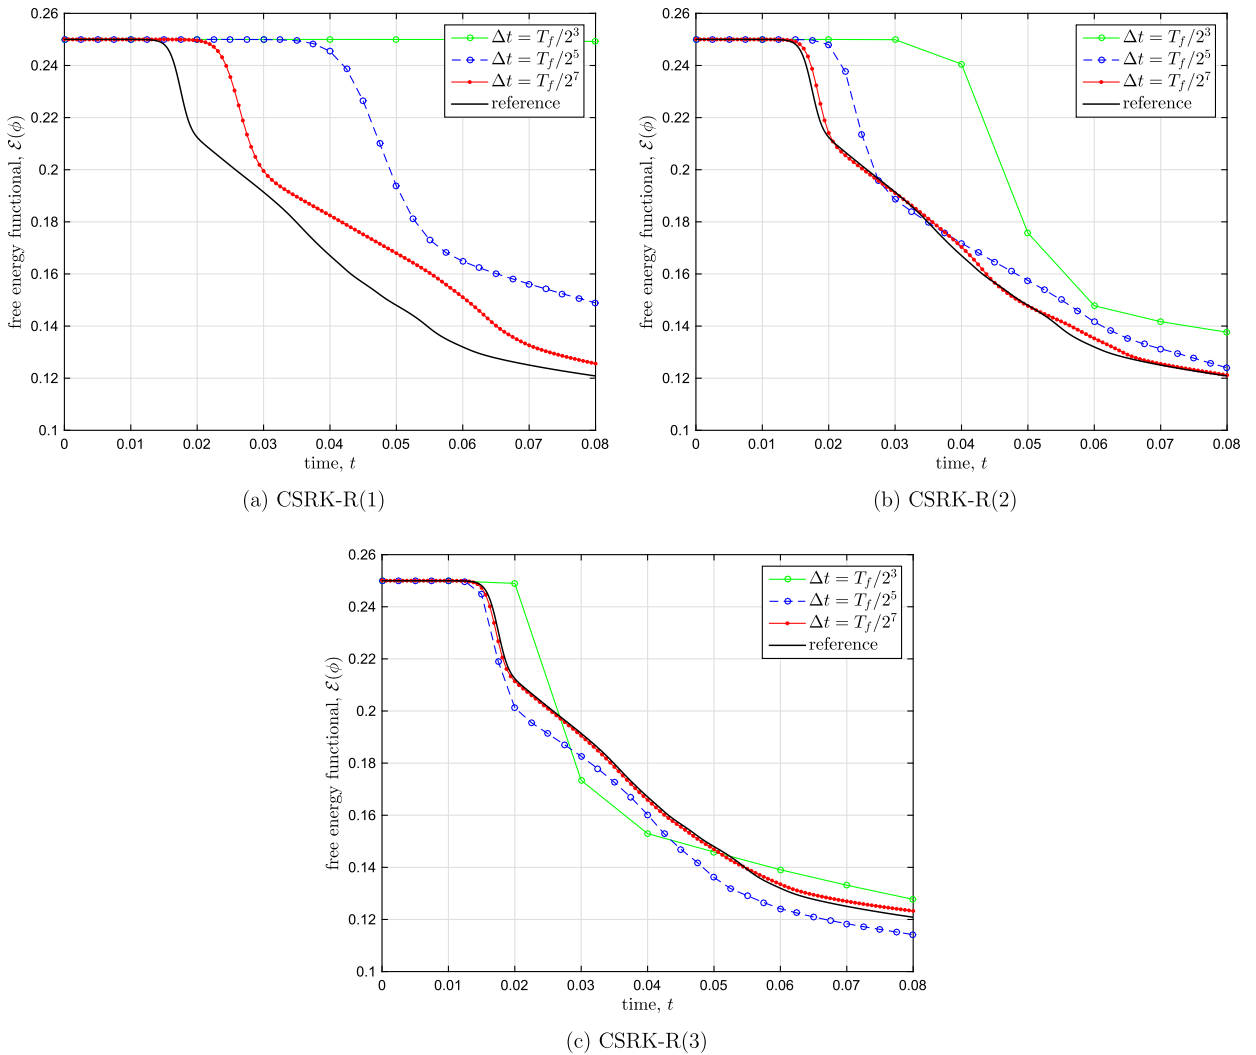 0.26
0.24
0.22
0.2
0.18
0.16
0.14
0.12
0.1
free energy functional, ℰ(ϕ)
Δt = T_f/2^3
Δt = T_f/2^5
Δt = T_f/2^7
reference
0 0.01 0.02 0.03 0.04 0.05 0.06 0.07 0.08
time, t
(a) CSRK-R(1)
0.26
0.24
0.22
0.2
0.18
0.16
0.14
0.12
0.1
free energy functional, ℰ(ϕ)
Δt = T_f/2^3
Δt = T_f/2^5
Δt = T_f/2^7
reference
0 0.01 0.02 0.03 0.04 0.05 0.06 0.07 0.08
time, t
(b) CSRK-R(2)
0.26
0.24
0.22
0.2
0.18
0.16
0.14
0.12
0.1
free energy functional, ℰ(ϕ)
Δt = T_f/2^3
Δt = T_f/2^5
Δt = T_f/2^7
reference
0 0.01 0.02 0.03 0.04 0.05 0.06 0.07 0.08
time, t
(c) CSRK-R(3)